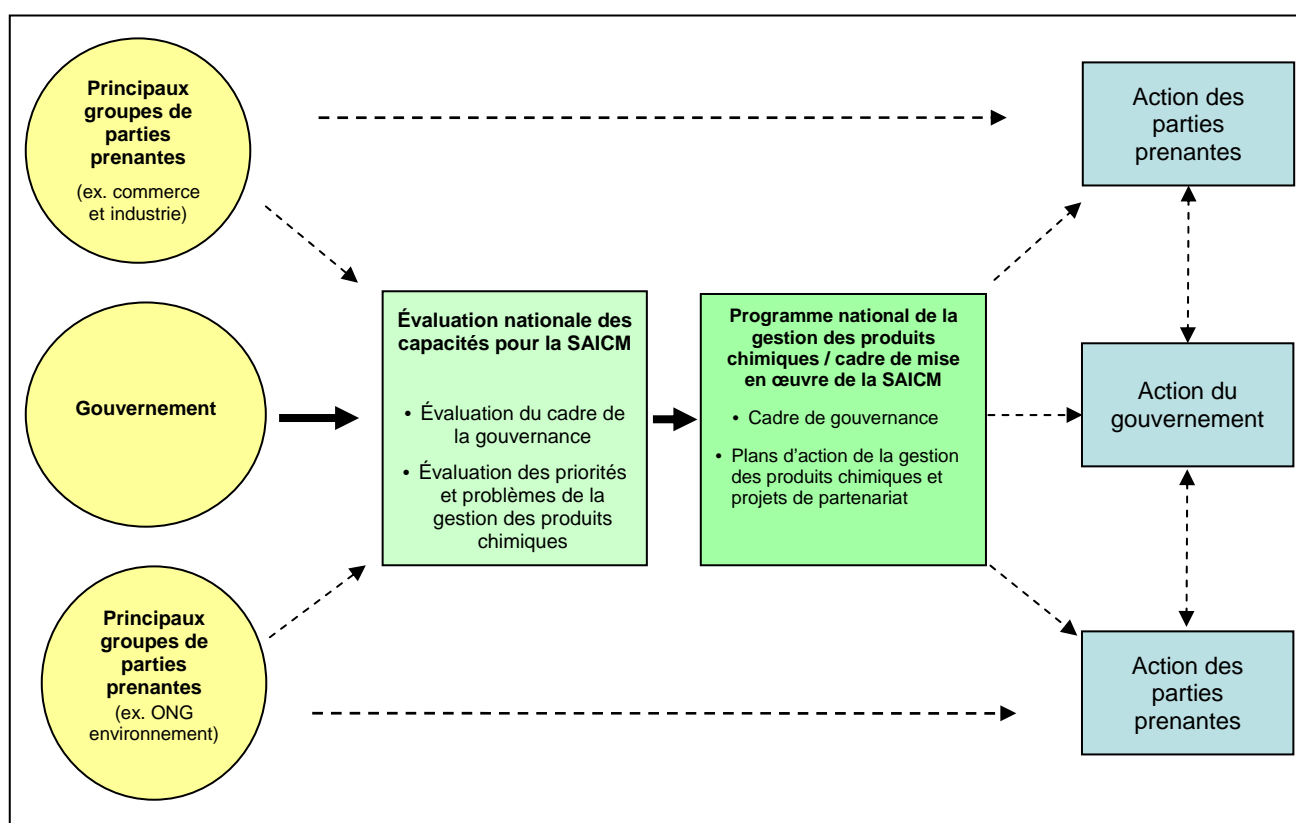 Principaux
groupes de
parties
prenantes
(ex. commerce
et industrie)
Action des
parties
prenantes
Gouvernement
Évaluation nationale des
capacités pour la SAICM
• Évaluation du cadre de
la gouvernance
• Évaluation des priorités
et problèmes de la
gestion des produits
chimiques
Programme national de la
gestion des produits
chimiques / cadre de mise
en œuvre de la SAICM
• Cadre de gouvernance
• Plans d'action de la gestion
des produits chimiques et
projets de partenariat
Action du
gouvernement
Principaux
groupes de
parties
prenantes
(ex. ONG
environnement)
Action des
parties
prenantes